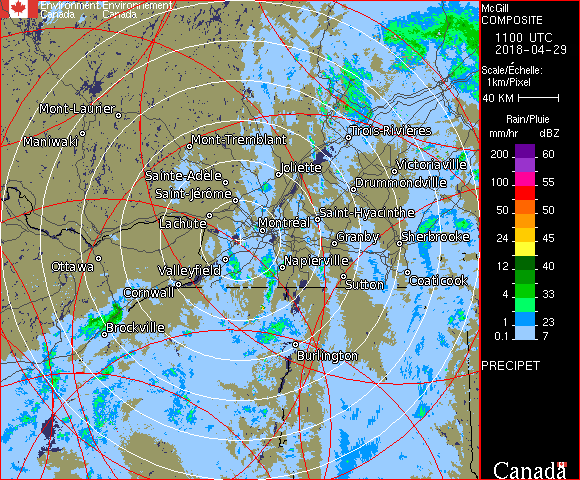 Environment Environnement
Canada Canada
Mont-Laurier
Maniwaki
Mont-Tremblant
Trois-Rivières
Sainte-Adèle
Joliette
Victoriaville
Saint-Jérôme
Drummondville
Lachute
Montréal
Saint-Hyacinthe
Granby
Sherbrooke
Ottawa
Valleyfield
Napierville
Cornwall
Sutton
Coaticook
Brockville
Burlington
McGill
COMPOSITE
1100 UTC
2018-04-29
Scale/Échelle:
1km/Pixel
40 KM
Rain/Pluie
mm/hr dBZ
200 60
100 55
50 50
24 45
12 40
4 33
1 23
0.1 7
PRECIPET
Canada